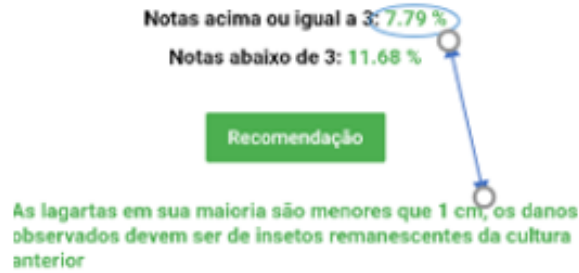 Notas acima ou igual a 3: 7.79 %
Notas abaixo de 3: 11.68 %
Recomendação
As lagartas em sua maioria são menores que 1 cm, os danos
observados devem ser de insetos remanescentes da cultura
anterior